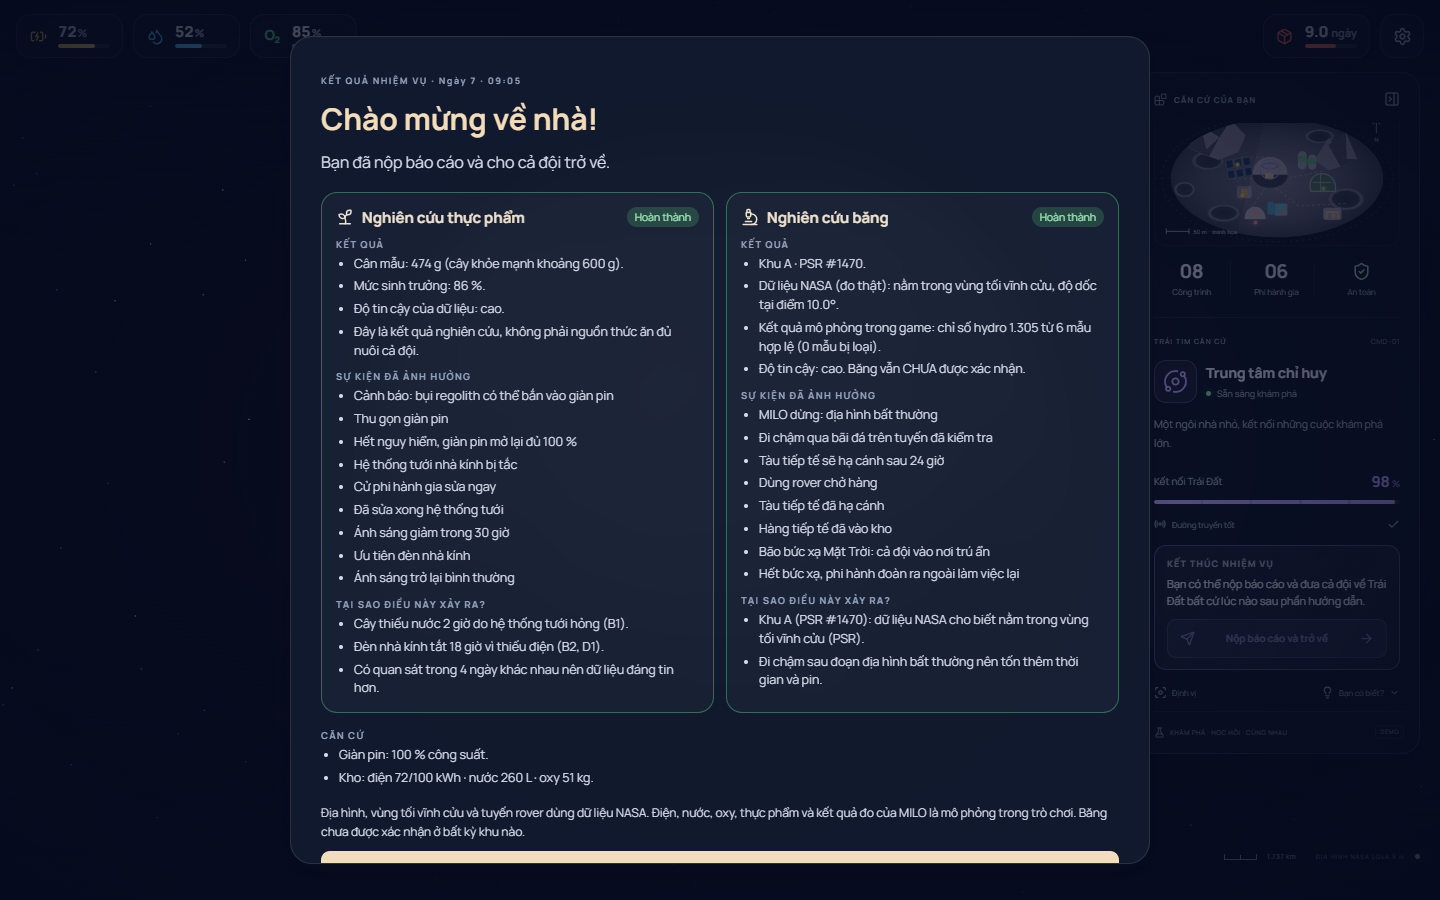 72%
52%
O₂ 85%
9.0 ngày
KẾT QUẢ NHIỆM VỤ · Ngày 7 · 09:05
Chào mừng về nhà!
Bạn đã nộp báo cáo và cho cả đội trở về.
Nghiên cứu thực phẩm
Hoàn thành
KẾT QUẢ
• Cân mẫu: 474 g (cây khỏe mạnh khoảng 600 g).
• Mức sinh trưởng: 86 %.
• Độ tin cậy của dữ liệu: cao.
• Đây là kết quả nghiên cứu, không phải nguồn thức ăn đủ
nuôi cả đội.
SỰ KIỆN ĐÃ ẢNH HƯỞNG
• Cảnh báo: bụi regolith có thể bắn vào giàn pin
• Thu gọn giàn pin
• Hết nguy hiểm, giàn pin mở lại đủ 100 %
• Hệ thống tưới nhà kính bị tắc
• Cử phi hành gia sửa ngay
• Đã sửa xong hệ thống tưới
• Ánh sáng giảm trong 30 giờ
• Ưu tiên đèn nhà kính
• Ánh sáng trở lại bình thường
TẠI SAO ĐIỀU NÀY XẢY RA?
• Cây thiếu nước 2 giờ do hệ thống tưới hỏng (B1).
• Đèn nhà kính tắt 18 giờ vì thiếu điện (B2, D1).
• Có quan sát trong 4 ngày khác nhau nên dữ liệu đáng tin
hơn.
Nghiên cứu băng
Hoàn thành
KẾT QUẢ
• Khu A · PSR #1470.
• Dữ liệu NASA (đo thật): nằm trong vùng tối vĩnh cửu, độ dốc
tại điểm 10.0°.
• Kết quả mô phỏng trong game: chỉ số hydro 1.305 từ 6 mẫu
hợp lệ (0 mẫu bị loại).
• Độ tin cậy: cao. Băng vẫn CHƯA được xác nhận.
SỰ KIỆN ĐÃ ẢNH HƯỞNG
• MILO dừng: địa hình bất thường
• Đi chậm qua bãi đá trên tuyến đã kiểm tra
• Tàu tiếp tế sẽ hạ cánh sau 24 giờ
• Dùng rover chở hàng
• Tàu tiếp tế đã hạ cánh
• Hàng tiếp tế đã vào kho
• Bão bức xạ Mặt Trời: cả đội vào nơi trú ẩn
• Hết bức xạ, phi hành đoàn ra ngoài làm việc lại
TẠI SAO ĐIỀU NÀY XẢY RA?
• Khu A (PSR #1470): dữ liệu NASA cho biết nằm trong vùng
tối vĩnh cửu (PSR).
• Đi chậm sau đoạn địa hình bất thường nên tốn thêm thời
gian và pin.
CĂN CỨ
• Giàn pin: 100 % công suất.
• Kho: điện 72/100 kWh · nước 260 L · oxy 51 kg.
Địa hình, vùng tối vĩnh cửu và tuyến rover dùng dữ liệu NASA. Điện, nước, oxy, thực phẩm và kết quả đo của MILO là mô phỏng trong trò chơi. Băng
chưa được xác nhận ở bất kỳ khu nào.
CĂN CỨ CỦA BẠN
50 m · minh họa
08
Công trình
06
Phi hành gia
An toàn
TRÁI TIM CĂN CỨ
CMD-01
Trung tâm chỉ huy
Sẵn sàng khám phá
Một ngôi nhà nhỏ, kết nối những cuộc khám phá
lớn.
Kết nối Trái Đất
98 %
Đường truyền tốt
KẾT THÚC NHIỆM VỤ
Bạn có thể nộp báo cáo và đưa cả đội về Trái
Đất bất cứ lúc nào sau phần hướng dẫn.
Nộp báo cáo và trở về
Định vị
Bạn có biết?
KHÁM PHÁ · HỌC HỎI · CÙNG NHAU
DEMO
1.737 km